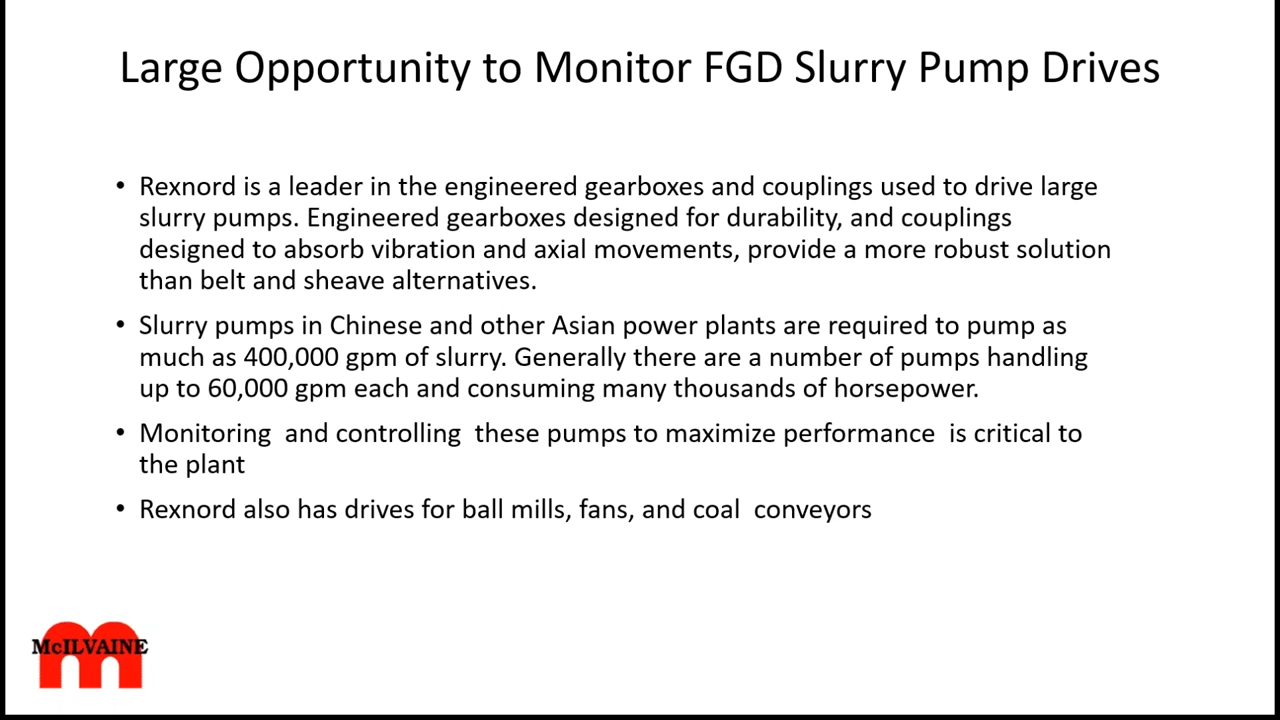 Large Opportunity to Monitor FGD Slurry Pump Drives
• Rexnord is a leader in the engineered gearboxes and couplings used to drive large
slurry pumps. Engineered gearboxes designed for durability, and couplings
designed to absorb vibration and axial movements, provide a more robust solution
than belt and sheave alternatives.
• Slurry pumps in Chinese and other Asian power plants are required to pump as
much as 400,000 gpm of slurry. Generally there are a number of pumps handling
up to 60,000 gpm each and consuming many thousands of horsepower.
• Monitoring  and controlling  these pumps to maximize performance  is critical to
the plant
• Rexnord also has drives for ball mills, fans, and coal  conveyors
McILVAINE